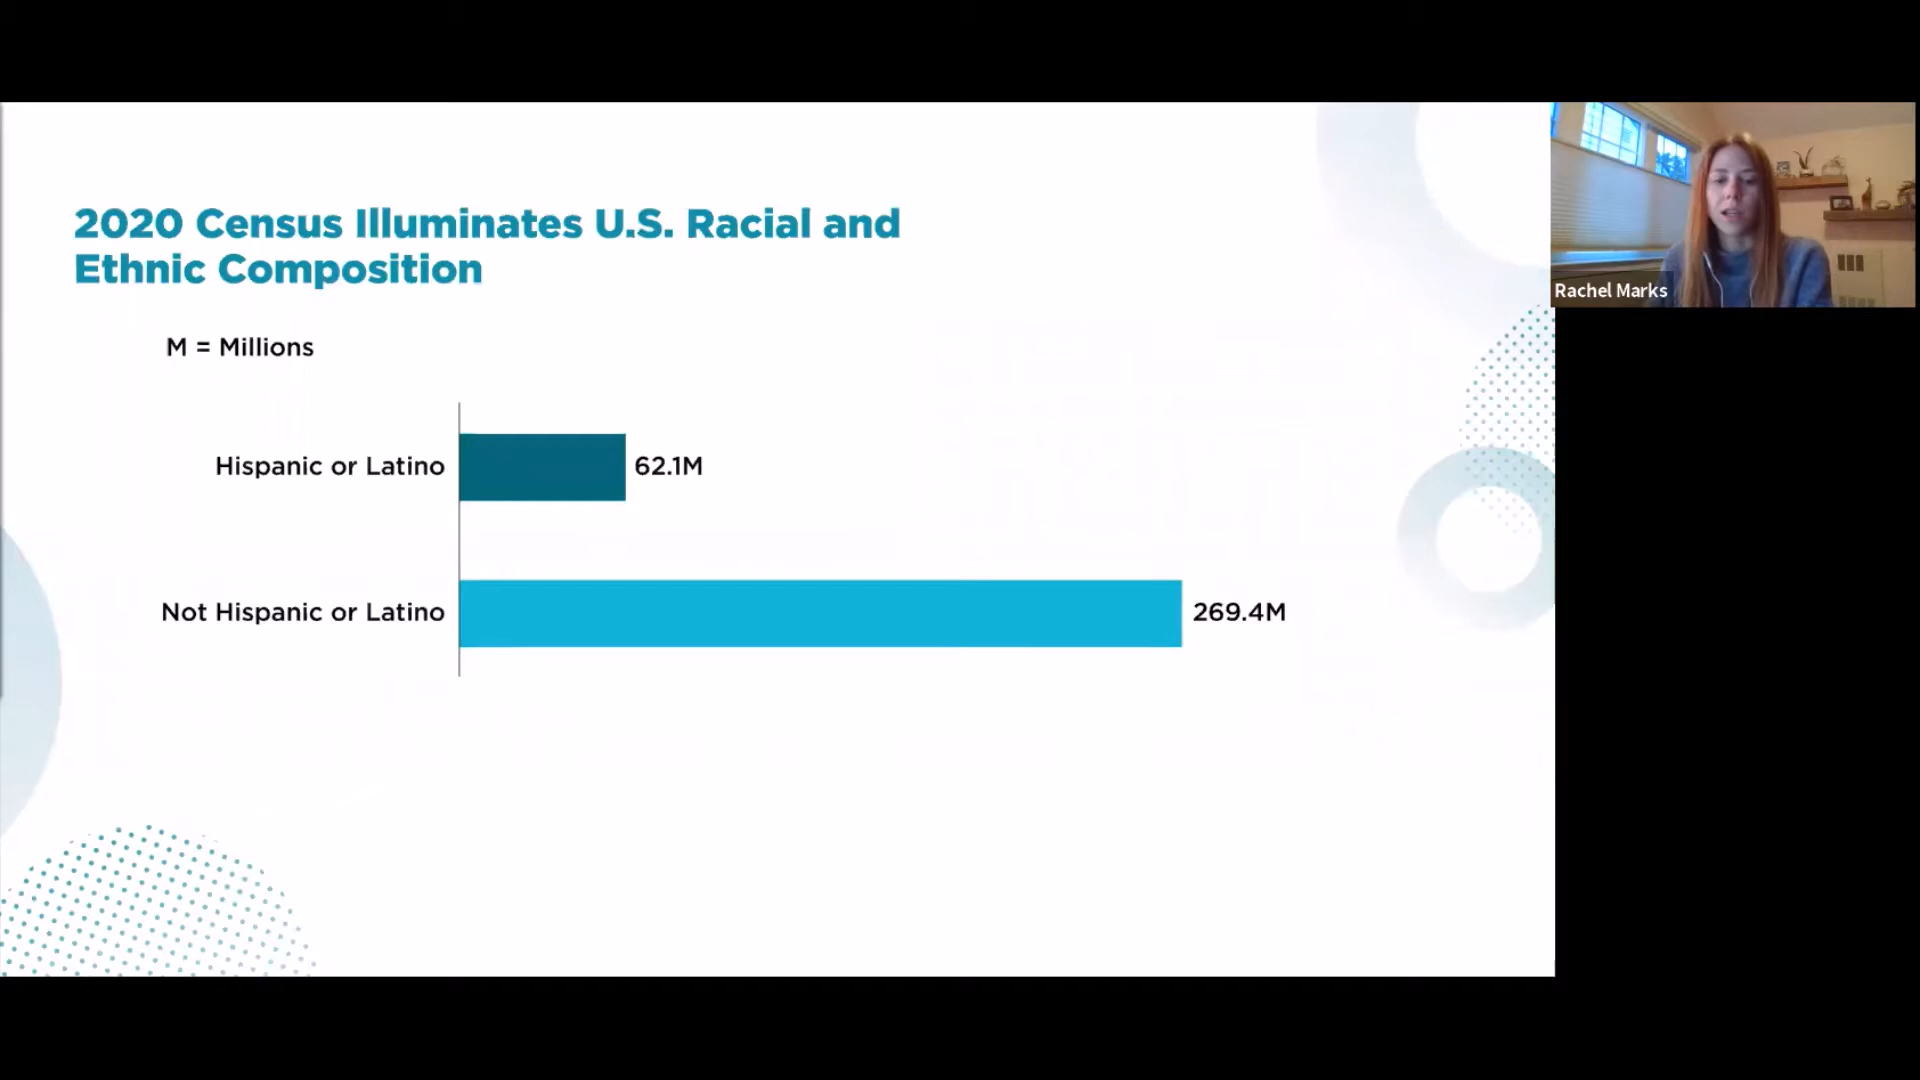 2020 Census Illuminates U.S. Racial and
Ethnic Composition
M = Millions
Hispanic or Latino 62.1M
Not Hispanic or Latino 269.4M
Rachel Marks